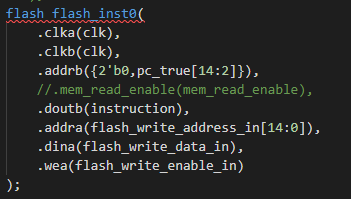 flash flash_inst0(
.clka(clk),
.clkb(clk),
.addrb({2'b0,pc_true[14:2]}),
//.mem_read_enable(mem_read_enable),
.doutb(instruction),
.addra(flash_write_address_in[14:0]),
.dina(flash_write_data_in),
.wea(flash_write_enable_in)
);